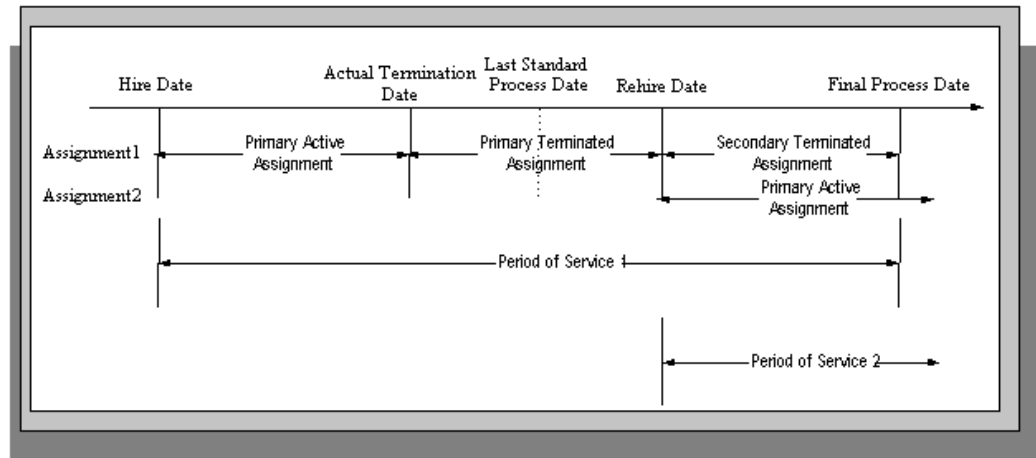 Hire Date
Actual Termination
Date
Last Standard
Process Date
Rehire Date
Final Process Date
Assignment1
Primary Active
Assignment
Primary Terminated
Assignment
Secondary Terminated
Assignment
Assignment2
Primary Active
Assignment
Period of Service 1
Period of Service 2